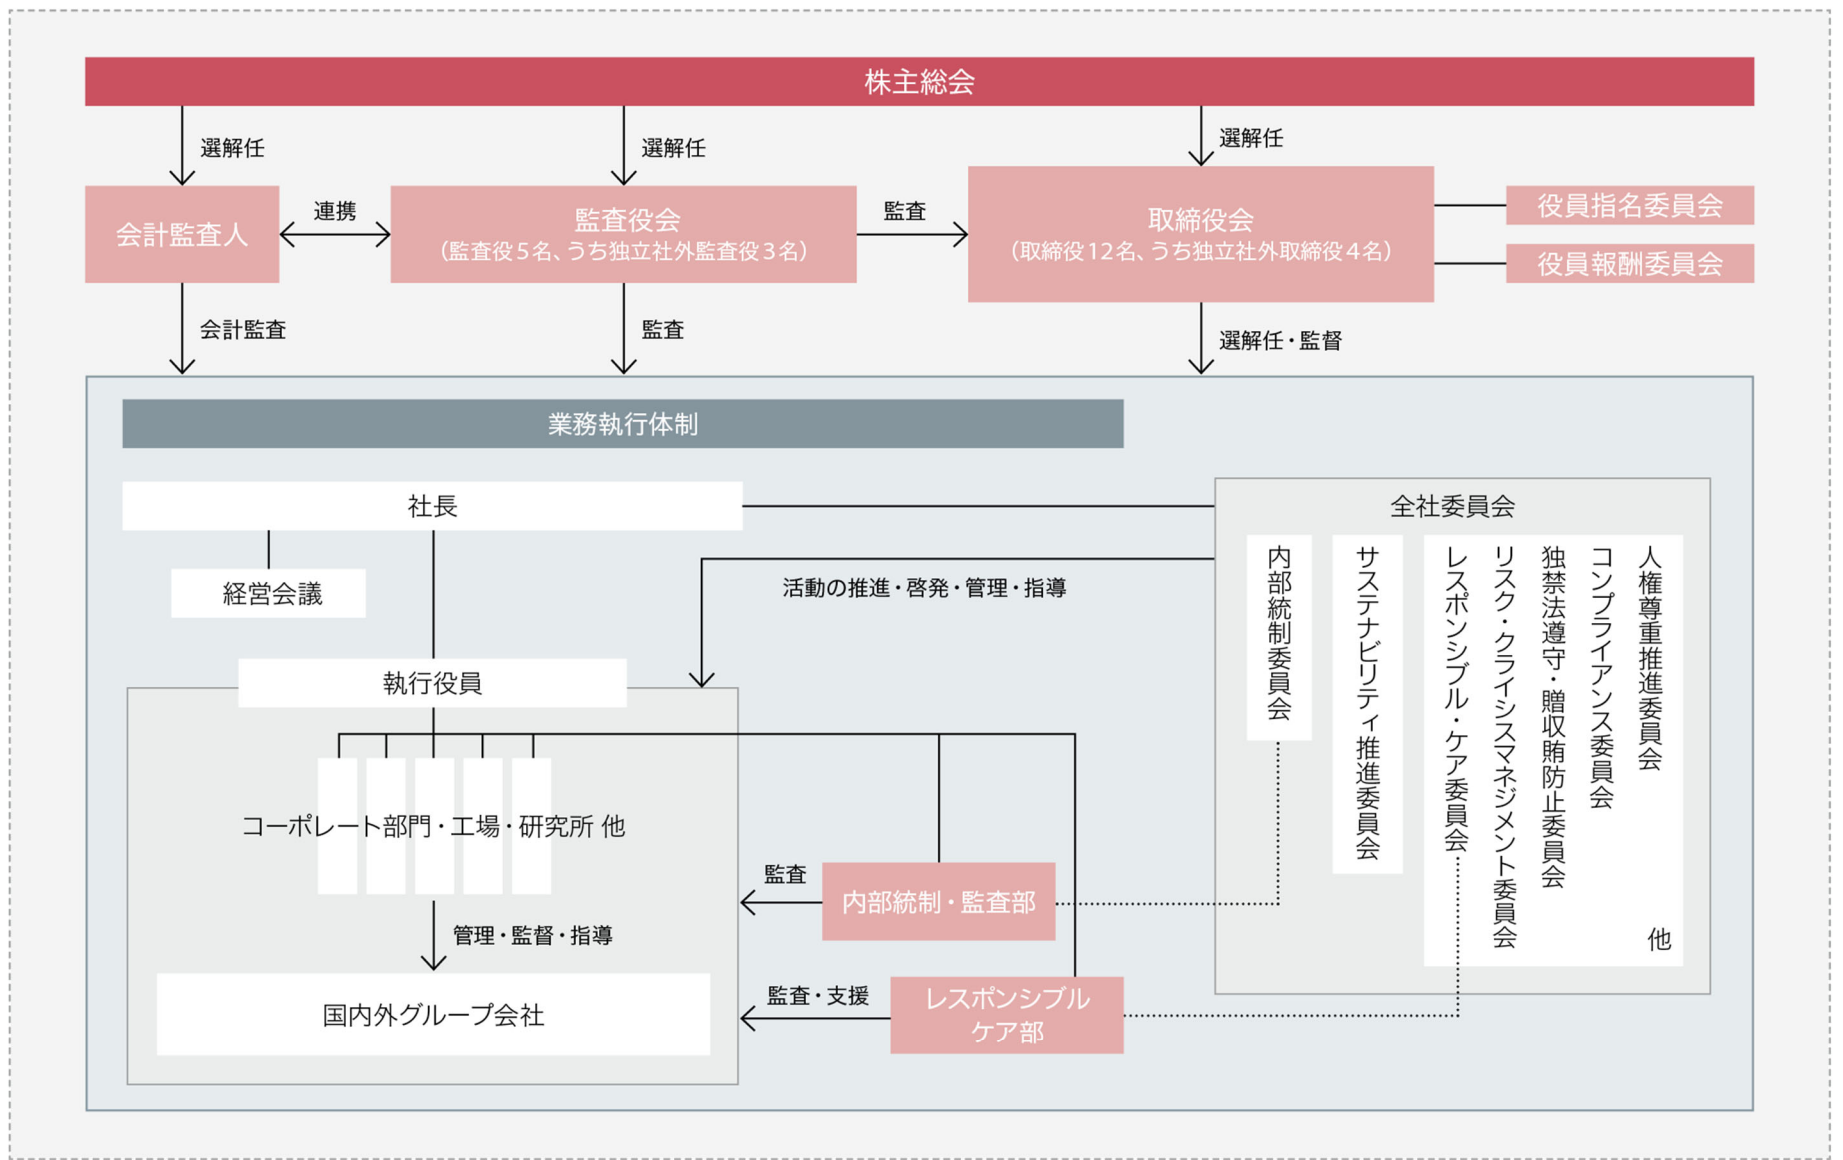 株主総会
選解任
選解任
選解任
会計監査人
連携
監査役会
（監査役5名、うち独立社外監査役3名）
監査
取締役会
（取締役12名、うち独立社外取締役4名）
役員指名委員会
役員報酬委員会
会計監査
監査
選解任・監督
業務執行体制
社長
経営会議
執行役員
活動の推進・啓発・管理・指導
コーポレート部門・工場・研究所 他
管理・監督・指導
国内外グループ会社
監査
内部統制・監査部
監査・支援
レスポンシブル
ケア部
全社委員会
内部統制委員会
サステナビリティ推進委員会
レスポンシブル・ケア委員会
リスク・クライシスマネジメント委員会
独禁法遵守・贈収賄防止委員会
コンプライアンス委員会
人権尊重推進委員会
他